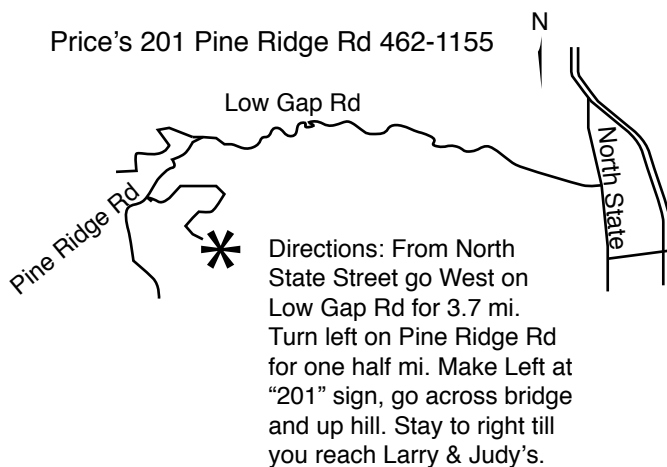 Price's 201 Pine Ridge Rd 462-1155
N
Low Gap Rd
North State
Pine Ridge Rd
Directions: From North
State Street go West on
Low Gap Rd for 3.7 mi.
Turn left on Pine Ridge Rd
for one half mi. Make Left at
“201” sign, go across bridge
and up hill. Stay to right till
you reach Larry & Judy's.